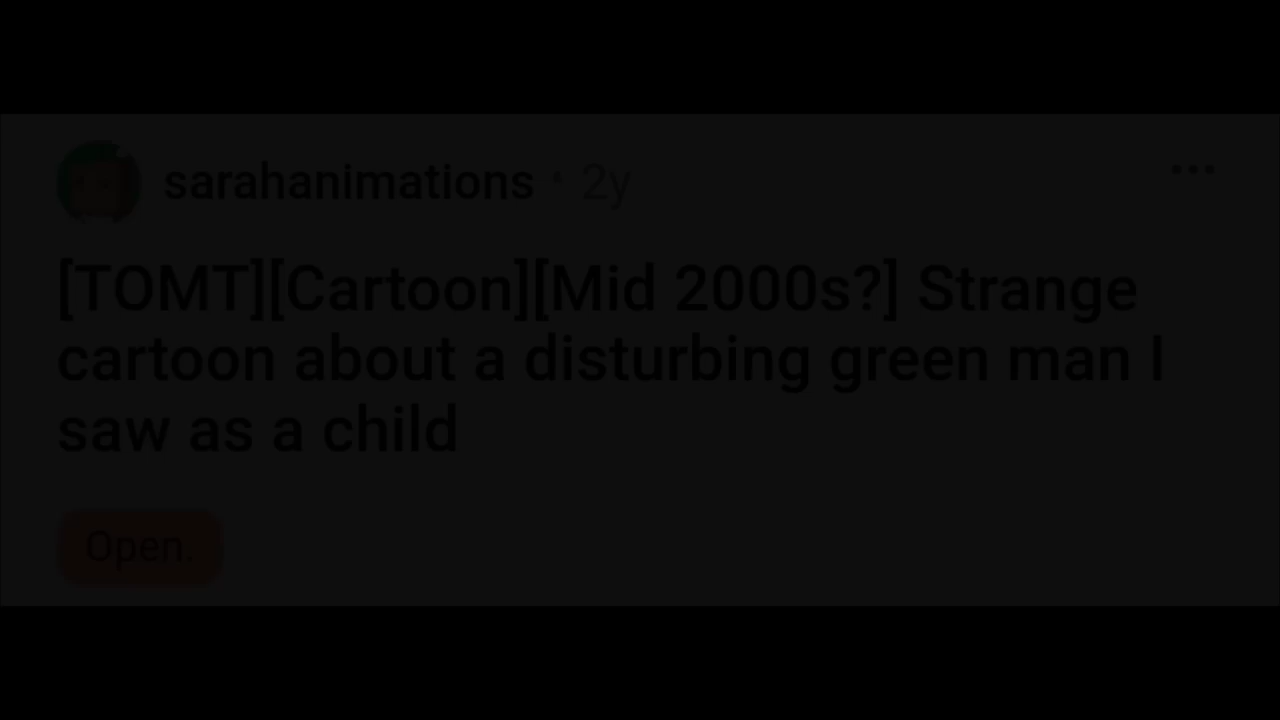 sarahanimations · 2y
[TOMT][Cartoon][Mid 2000s?] Strange
cartoon about a disturbing green man I
saw as a child
Open.